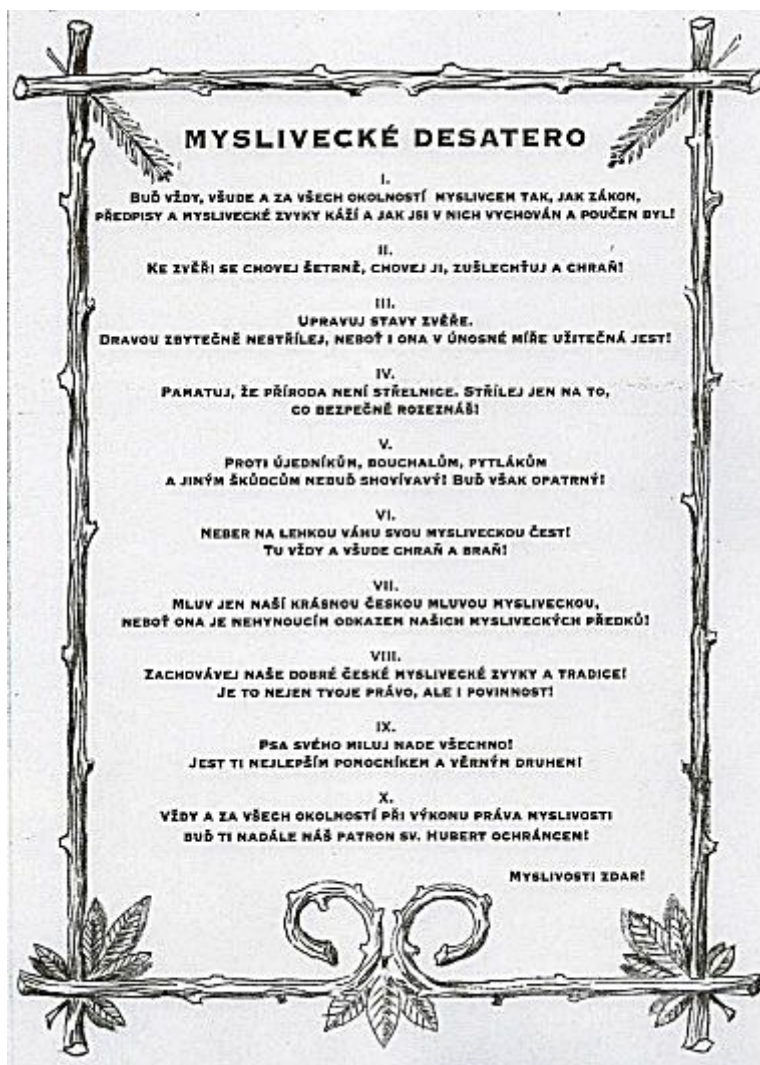 MYSLIVECKÉ DESATERO
I.
BUĎ VŽDY, VŠUDE A ZA VŠECH OKOLNOSTÍ MYSLIVCEM TAK, JAK ZÁKON,
PŘEDPISY A MYSLIVECKÉ ZVYKY KÁŽÍ A JAK JSI V NICH VYCHOVÁN A POUČEN BYL!
II.
KE ZVĚŘI SE CHOVEJ ŠETRNĚ, CHOVEJ JI, ZUŠLECHŤUJ A CHRAŇ!
III.
UPRAVUJ STAVY ZVĚŘE.
DRAVOU ZBYTEČNĚ NESTŘÍLEJ, NEBOŤ I ONA V ÚNOSNÉ MÍŘE UŽITEČNÁ JEST!
IV.
PAMATUJ, ŽE PŘÍRODA NENÍ STŘELNICE. STŘÍLEJ JEN NA TO,
CO BEZPEČNĚ ROZEZNÁŠ!
V.
PROTI ÚJEDNÍKŮM, BOUCHALŮM, PYTLÁKŮM
A JINÝM ŠKŮDCŮM NEBUĎ SHOVÍVAVÝ! BUĎ VŠAK OPATRNÝ!
VI.
NEBER NA LEHKOU VÁHU SVOU MYSLIVECKOU ČEST!
TU VŽDY A VŠUDE CHRAŇ A BRAŇ!
VII.
MLUV JEN NAŠÍ KRÁSNOU ČESKOU MLUVOU MYSLIVECKOU,
NEBOŤ ONA JE NEHYNOUCÍM ODKAZEM NAŠICH MYSLIVECKÝCH PŘEDKŮ!
VIII.
ZACHOVÁVEJ NAŠE DOBRÉ ČESKÉ MYSLIVECKÉ ZVYKY A TRADICE!
JE TO NEJEN TVOJE PRÁVO, ALE I POVINNOST!
IX.
PSA SVÉHO MILUJ NADE VŠECHNO!
JEST TI NEJLEPŠÍM POMOCNÍKEM A VĚRNÝM DRUHEM!
X.
VŽDY A ZA VŠECH OKOLNOSTÍ PŘI VÝKONU PRÁVA MYSLIVOSTI
BUĎ TI NADÁLE NÁŠ PATRON SV. HUBERT OCHRÁNCEM!
MYSLIVOSTI ZDAR!